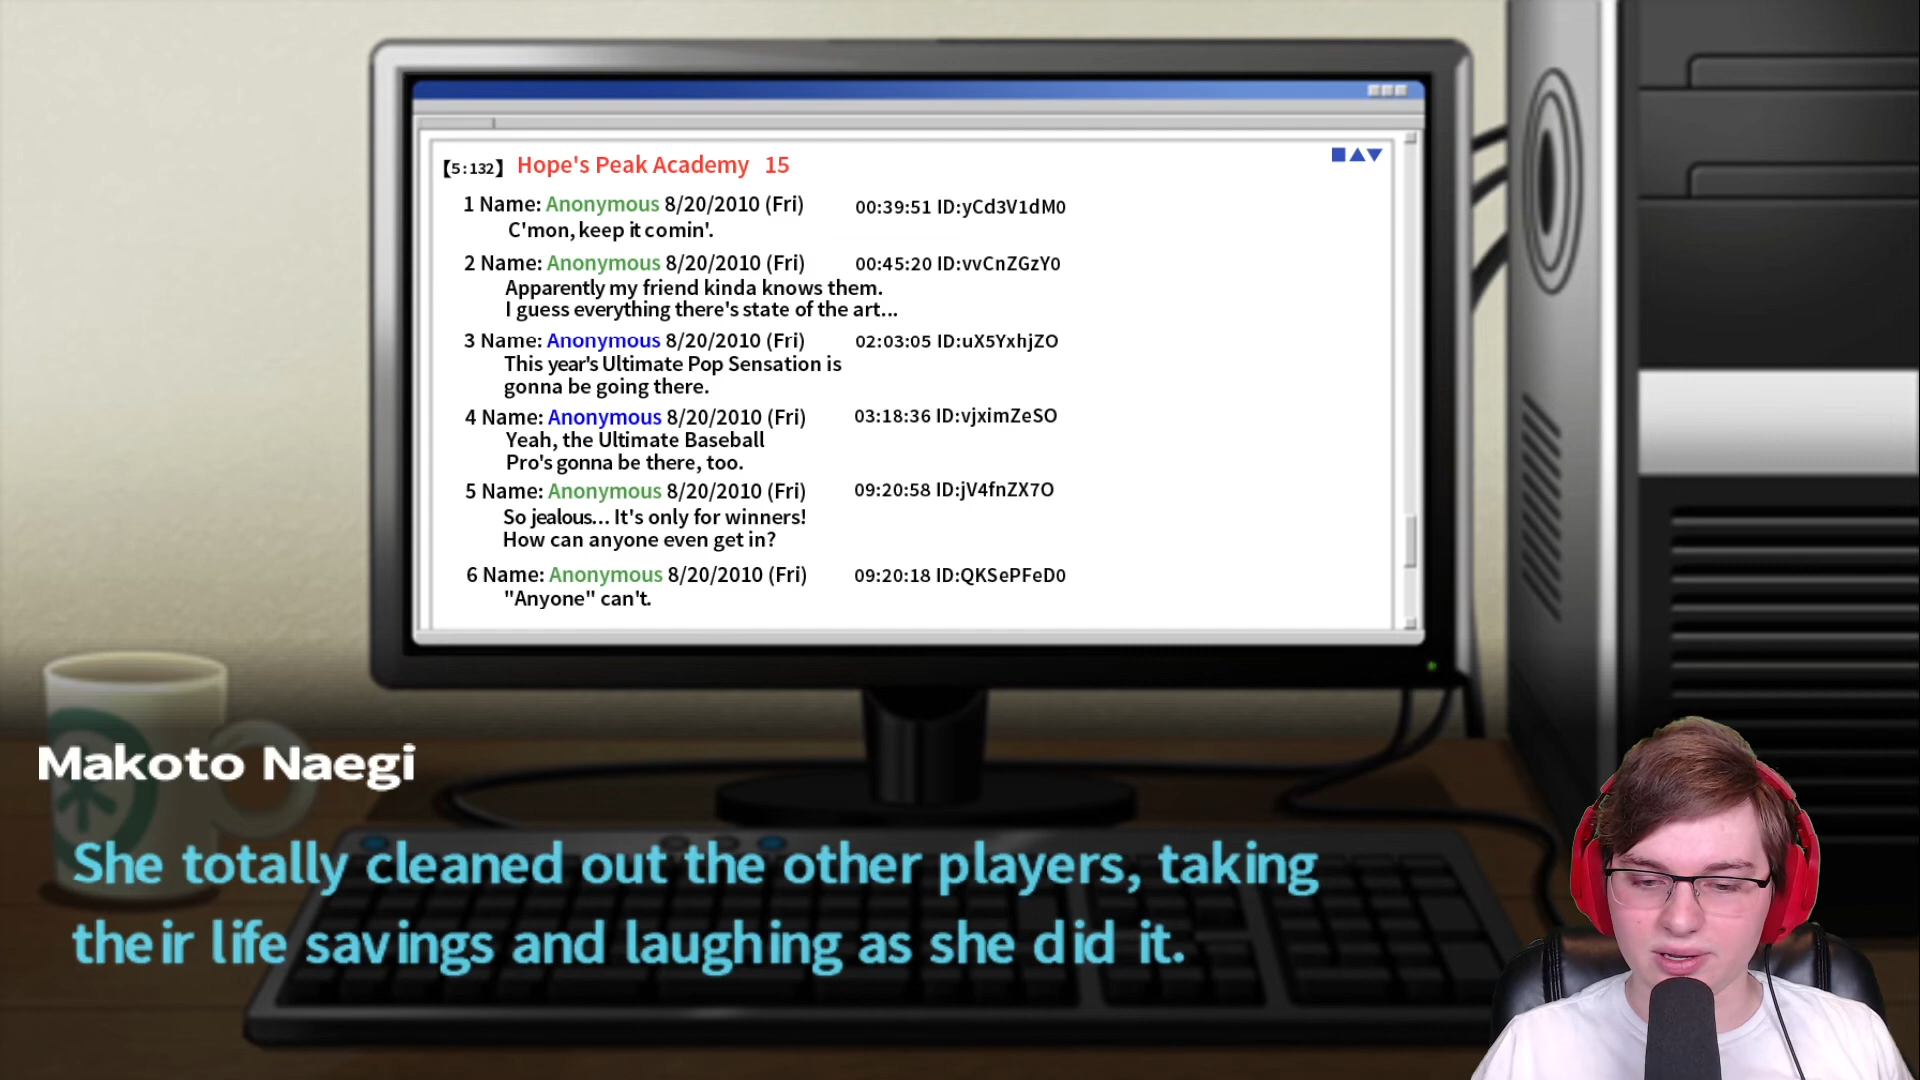 【5:132】 Hope's Peak Academy 15
1 Name: Anonymous 8/20/2010 (Fri) 00:39:51 ID:yCd3V1dM0
C'mon, keep it comin'.
2 Name: Anonymous 8/20/2010 (Fri) 00:45:20 ID:vvCnZGzY0
Apparently my friend kinda knows them.
I guess everything there's state of the art...
3 Name: Anonymous 8/20/2010 (Fri) 02:03:05 ID:uX5YxhjZO
This year's Ultimate Pop Sensation is
gonna be going there.
4 Name: Anonymous 8/20/2010 (Fri) 03:18:36 ID:vjximZeSO
Yeah, the Ultimate Baseball
Pro's gonna be there, too.
5 Name: Anonymous 8/20/2010 (Fri) 09:20:58 ID:jV4fnZX7O
So jealous... It's only for winners!
How can anyone even get in?
6 Name: Anonymous 8/20/2010 (Fri) 09:20:18 ID:QKSePFeD0
"Anyone" can't.
Makoto Naegi
She totally cleaned out the other players, taking
their life savings and laughing as she did it.